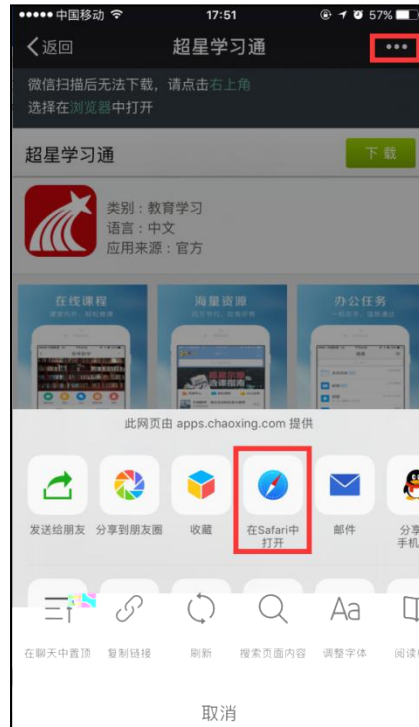 中国移动 17:51 57%
返回 超星学习通
微信扫描后无法下载，请点击右上角
选择在浏览器中打开
超星学习通 下载
类别：教育学习
语言：中文
应用来源：官方
在线课程 海量资源 办公任务
此网页由 apps.chaoxing.com 提供
发送给朋友 分享到朋友圈 收藏 在Safari中 邮件 分享
打开 手机
Aa
在聊天中置顶 复制链接 刷新 搜索页面内容 调整字体 阅读
取消